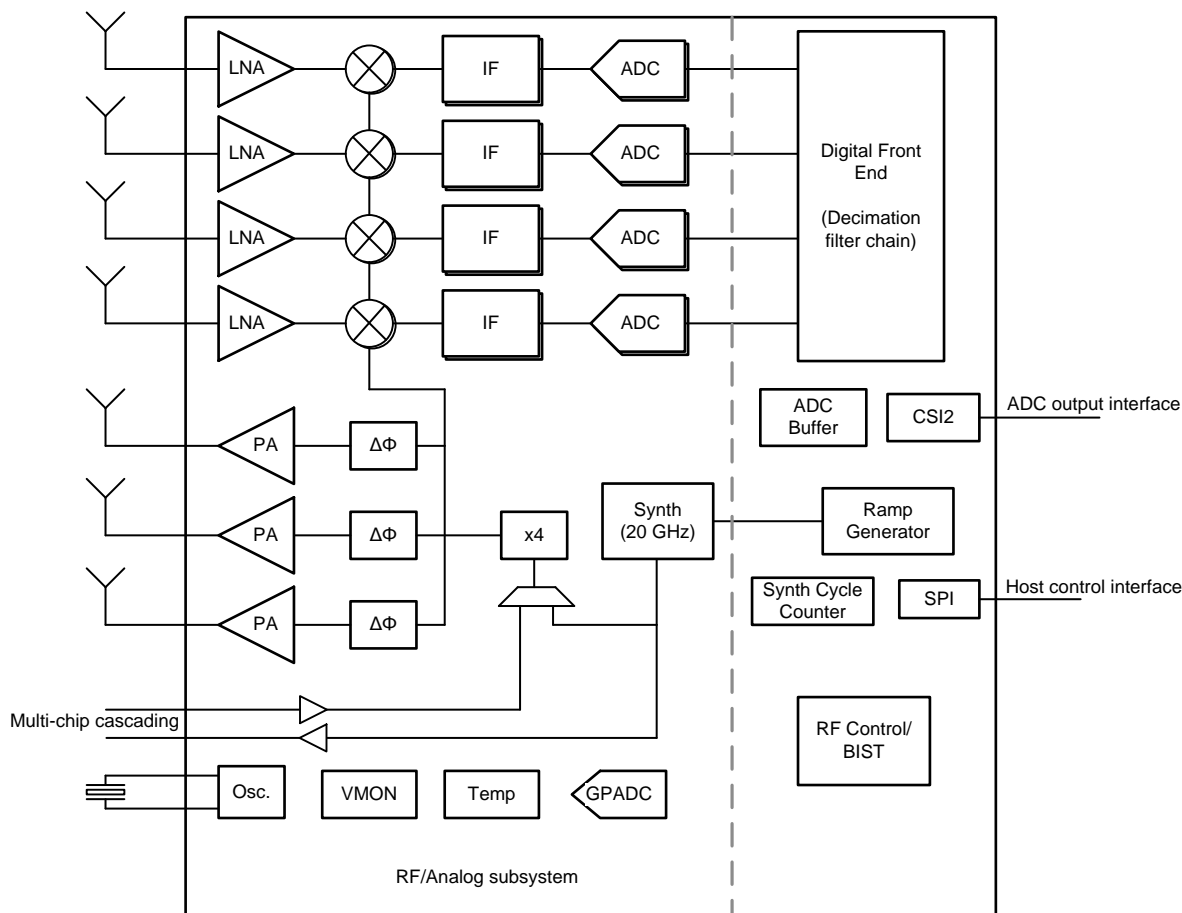 LNA
IF
ADC
LNA
IF
ADC
LNA
IF
ADC
LNA
IF
ADC
Digital Front
End
(Decimation
filter chain)
PA
ΔΦ
ADC
Buffer
CSI2
ADC output interface
PA
ΔΦ
x4
Synth
(20 GHz)
Ramp
Generator
PA
ΔΦ
Synth Cycle
Counter
SPI
Host control interface
Multi-chip cascading
RF Control/
BIST
Osc.
VMON
Temp
GPADC
RF/Analog subsystem